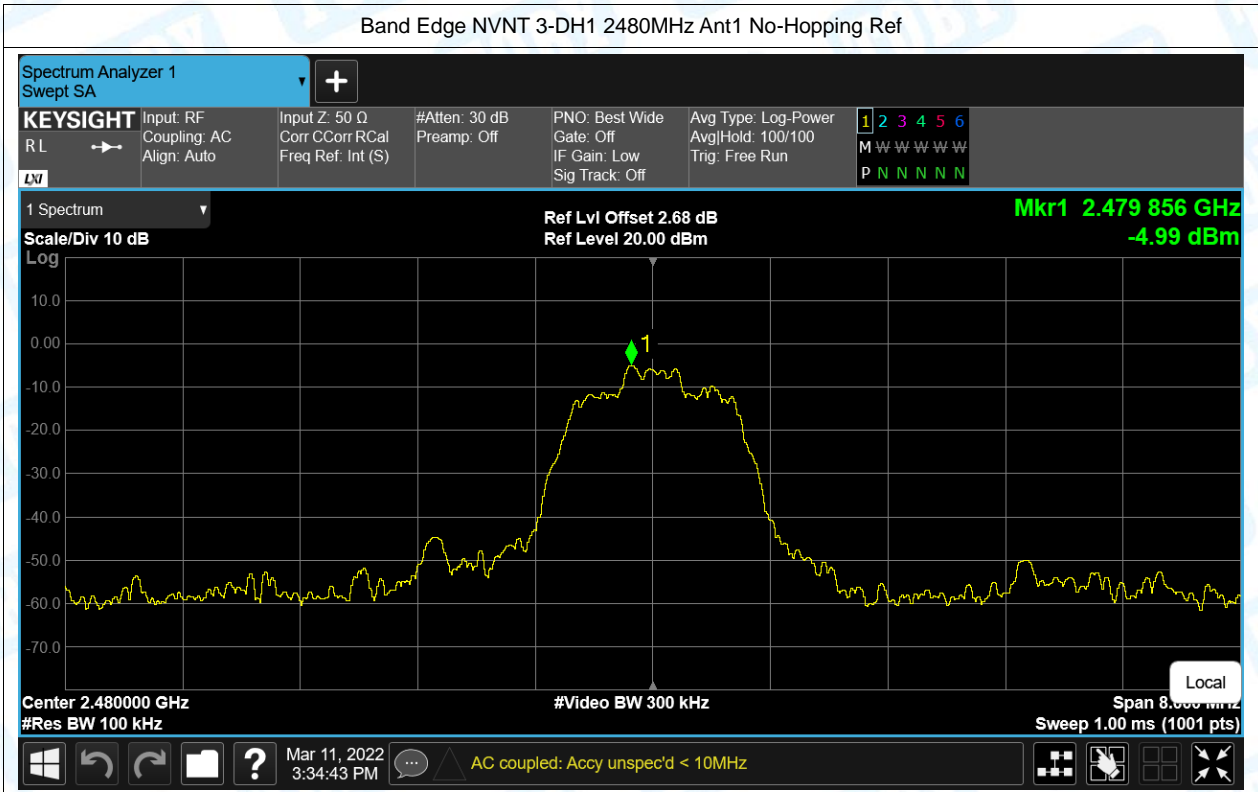 Band Edge NVNT 3-DH1 2480MHz Ant1 No-Hopping Ref
Spectrum Analyzer 1
Swept SA
+
KEYSIGHT
R L
LXI
Input: RF
Coupling: AC
Align: Auto
Input Z: 50 Ω
Corr CCorr RCal
Freq Ref: Int (S)
#Atten: 30 dB
Preamp: Off
PNO: Best Wide
Gate: Off
IF Gain: Low
Sig Track: Off
Avg Type: Log-Power
Avg|Hold: 100/100
Trig: Free Run
1 2 3 4 5 6
M W W W W W
P N N N N N
1 Spectrum
Scale/Div 10 dB
Ref Lvl Offset 2.68 dB
Ref Level 20.00 dBm
Mkr1 2.479 856 GHz
-4.99 dBm
Log
10.0
0.00
-10.0
-20.0
-30.0
-40.0
-50.0
-60.0
-70.0
1
Center 2.480000 GHz
#Res BW 100 kHz
#Video BW 300 kHz
Local
Span 8.000 MHz
Sweep 1.00 ms (1001 pts)
?
Mar 11, 2022
3:34:43 PM
AC coupled: Accy unspec'd < 10MHz